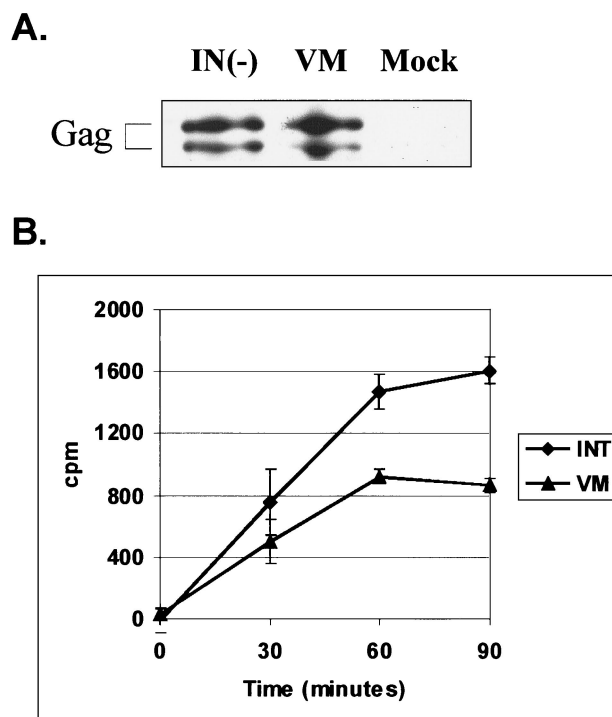 A.
IN(-) VM Mock
Gag
B.
2000
1600
1200
800
400
0
cpm
0 30 60 90
Time (minutes)
INT
VM